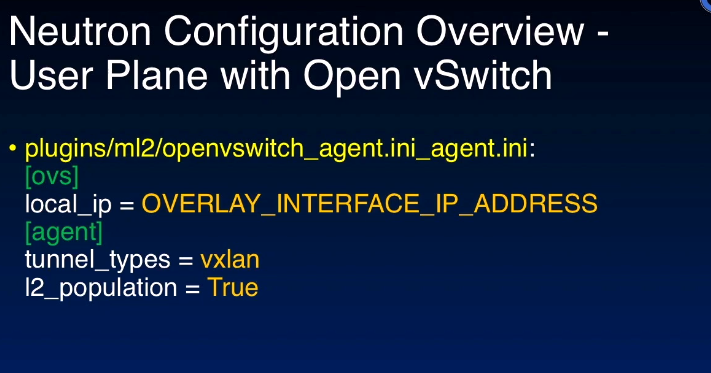 Neutron Configuration Overview -
User Plane with Open vSwitch
• plugins/ml2/openvswitch_agent.ini_agent.ini:
[ovs]
local_ip = OVERLAY_INTERFACE_IP_ADDRESS
[agent]
tunnel_types = vxlan
l2_population = True